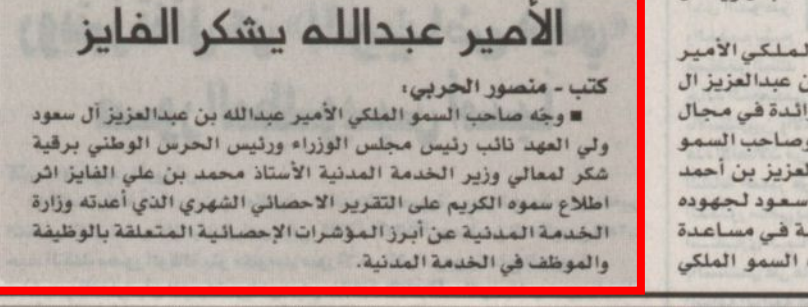 الأمير عبدالله يشكر الفايز
كتب - منصور الحربي:
■ وجّه صاحب السمو الملكي الأمير عبدالله بن عبدالعزيز آل سعود
ولي العهد نائب رئيس مجلس الوزراء ورئيس الحرس الوطني برقية
شكر لمعالي وزير الخدمة المدنية الأستاذ محمد بن علي الفايز اثر
اطلاع سموه الكريم على التقرير الاحصائي الشهري الذي أعدته وزارة
الخدمة المدنية عن أبرز المؤشرات الإحصائية المتعلقة بالوظيفة
والموظف في الخدمة المدنية.
الملكي الأمير
عبدالعزيز ال
رائدة في مجال
وصاحب السمو
لعزيز بن أحمد
سعود لجهوده
في مساعدة
السمو الملكي